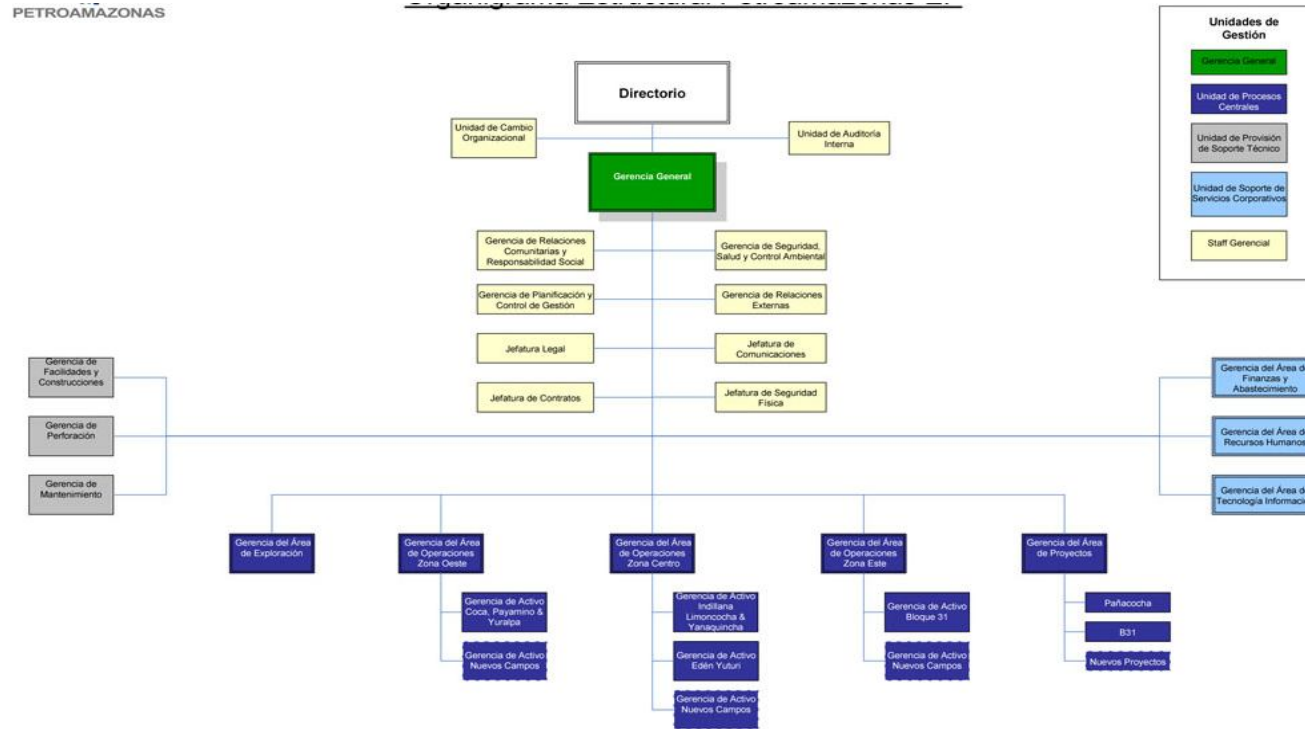 PETROAMAZONAS
Organigrama Estructural Petroamazonas EP
Unidades de
Gestión
Gerencia General
Unidad de Procesos
Centrales
Unidad de Provisión
de Soporte Técnico
Unidad de Soporte de
Servicios Corporativos
Staff Gerencial
Directorio
Unidad de Cambio
Organizacional
Unidad de Auditoría
Interna
Gerencia General
Gerencia de Relaciones
Comunitarias y
Responsabilidad Social
Gerencia de Seguridad,
Salud y Control Ambiental
Gerencia de Planificación y
Control de Gestión
Gerencia de Relaciones
Externas
Jefatura Legal
Jefatura de
Comunicaciones
Jefatura de Contratos
Jefatura de Seguridad
Física
Gerencia de
Facilidades y
Construcciones
Gerencia de
Perforación
Gerencia de
Mantenimiento
Gerencia del Área de
Finanzas y
Abastecimiento
Gerencia del Área de
Recursos Humanos
Gerencia del Área de
Tecnología Informació
Gerencia del Área
de Exploración
Gerencia del Área
de Operaciones
Zona Oeste
Gerencia de Activo
Coca, Payamino &
Yuralpa
Gerencia de Activo
Nuevos Campos
Gerencia del Área
de Operaciones
Zona Centro
Gerencia de Activo
Indillana
Limoncocha &
Yanaquincha
Gerencia de Activo
Edén Yuturi
Gerencia de Activo
Nuevos Campos
Gerencia del Área
de Operaciones
Zona Este
Gerencia de Activo
Bloque 31
Gerencia de Activo
Nuevos Campos
Gerencia del Área
de Proyectos
Pañacocha
B31
Nuevos Proyectos